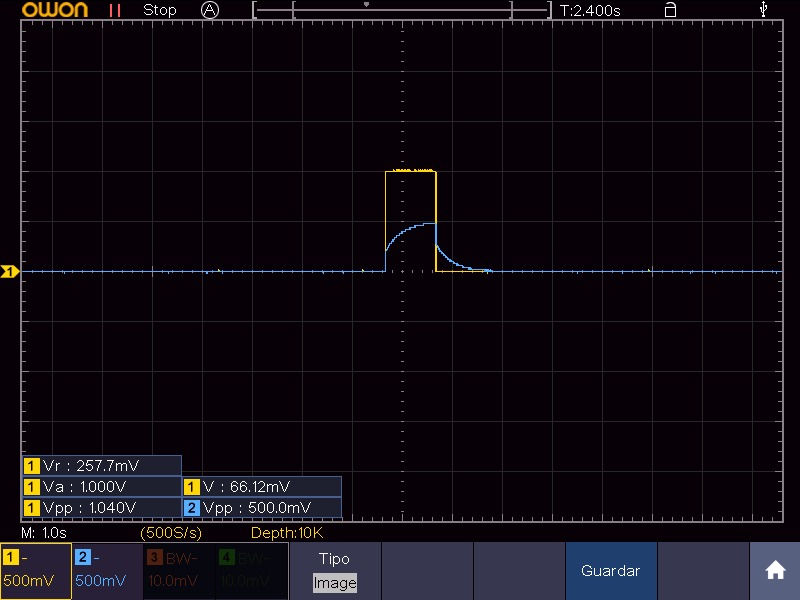 OWON Stop A T:2.400s
1
1 Vr : 257.7mV
1 Va : 1.000V 1 V : 66.12mV
1 Vpp : 1.040V 2 Vpp : 500.0mV
M: 1.0s (500S/s) Depth:10K
1 - 2 - 3 BW- 4 BW- Tipo
500mV 500mV 10.0mV 10.0mV Image Guardar